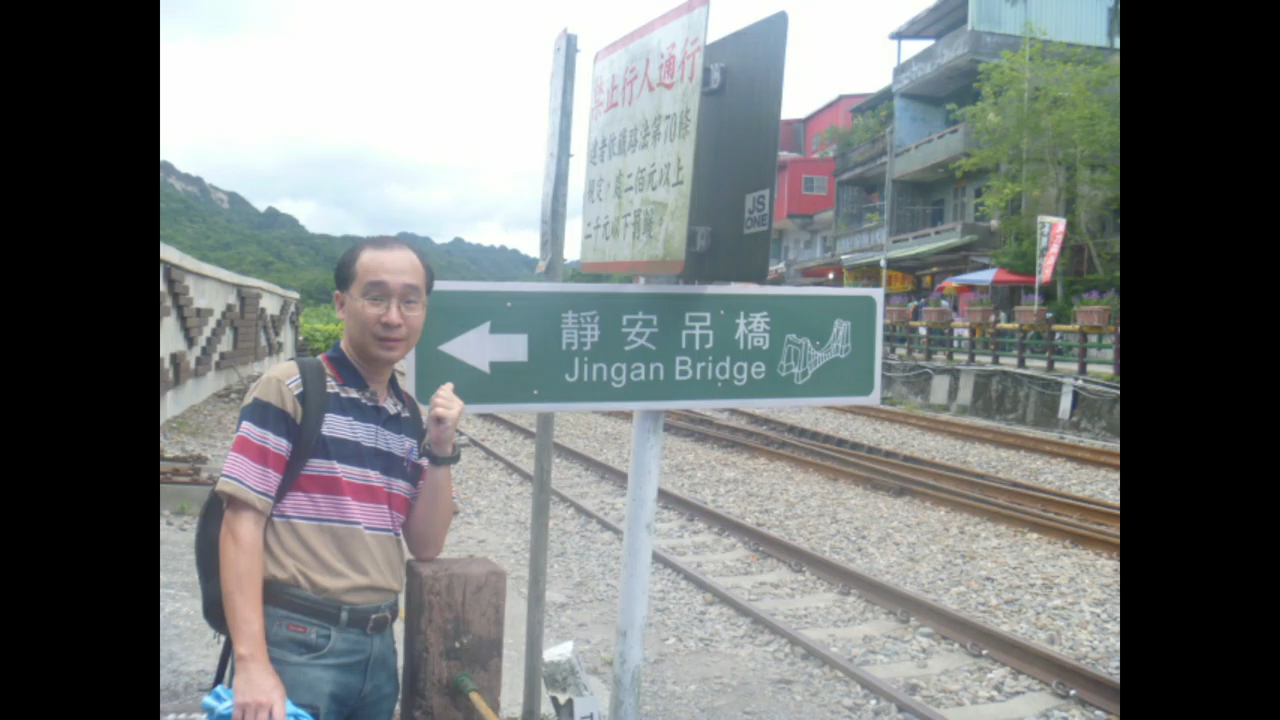 禁止行人通行
違者依鐵路法第70條
規定，處二佰元以上
二千元以下罰鍰。
JS
ONE
靜安吊橋
Jingan Bridge